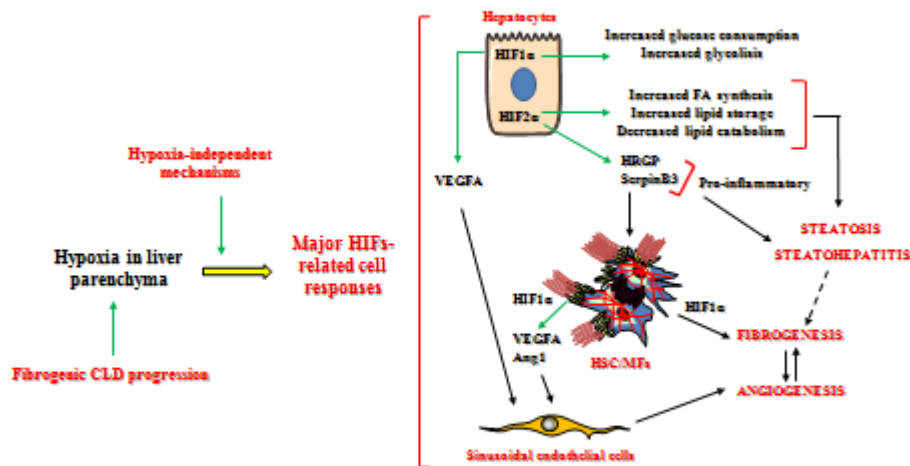 Hepatocytes
HIF1α
Increased glucose consumption
Increased glycolisis
HIF2α
Increased FA synthesis
Increased lipid storage
Decreased lipid catabolism
Hypoxia-independent
mechanisms
HRGP
SerpinB3
Pro-inflammatory
VEGFA
STEATOSIS
STEATOHEPATITIS
Hypoxia in liver
parenchyma
Major HIFs-
related cell
responses
HIF1α
HIF1α
VEGFA
Ang1
HSC/MFs
FIBROGENESIS
Fibrogenic CLD progression
ANGIOGENESIS
Sinusoidal endothelial cells